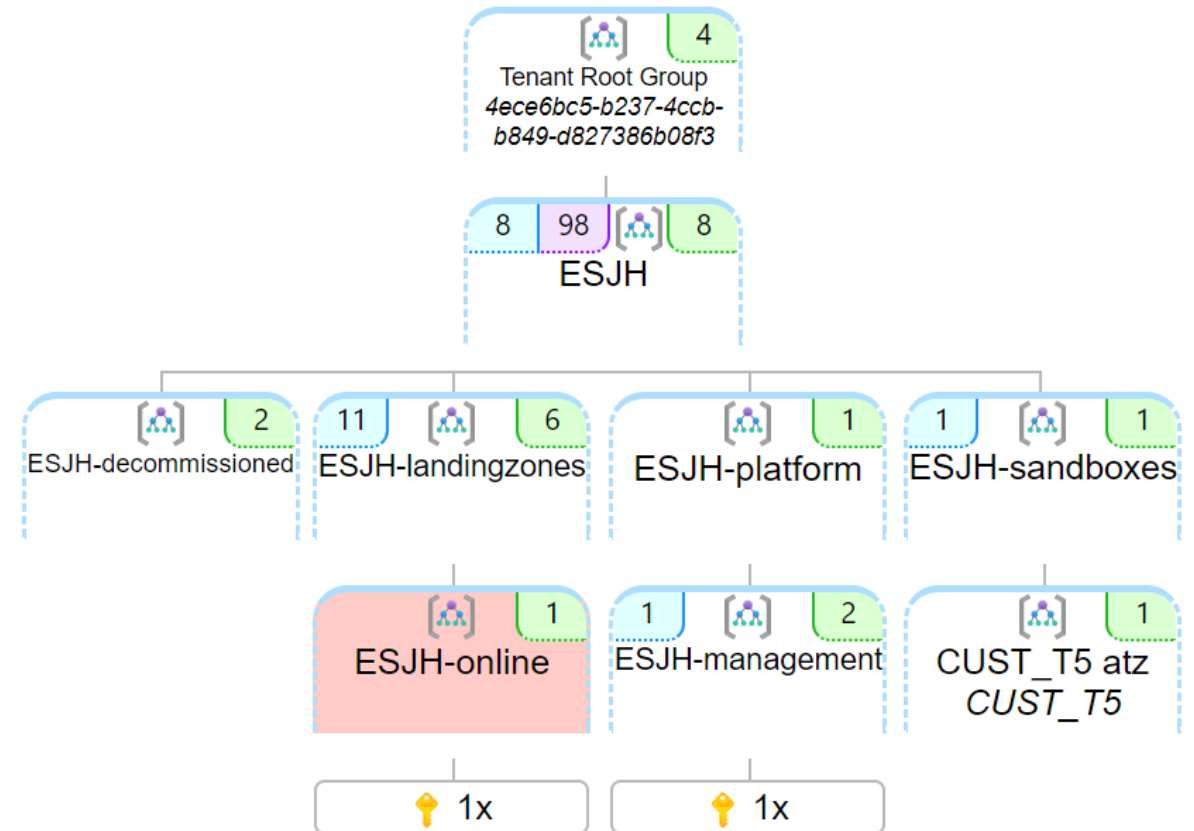 4
Tenant Root Group
4ece6bc5-b237-4ccb-
b849-d827386b08f3
8 98 8
ESJH
2
ESJH-decommissioned
11 6
ESJH-landingzones
1
ESJH-platform
1 1
ESJH-sandboxes
1
ESJH-online
1 2
ESJH-management
1
CUST_T5 atz
CUST_T5
1x
1x